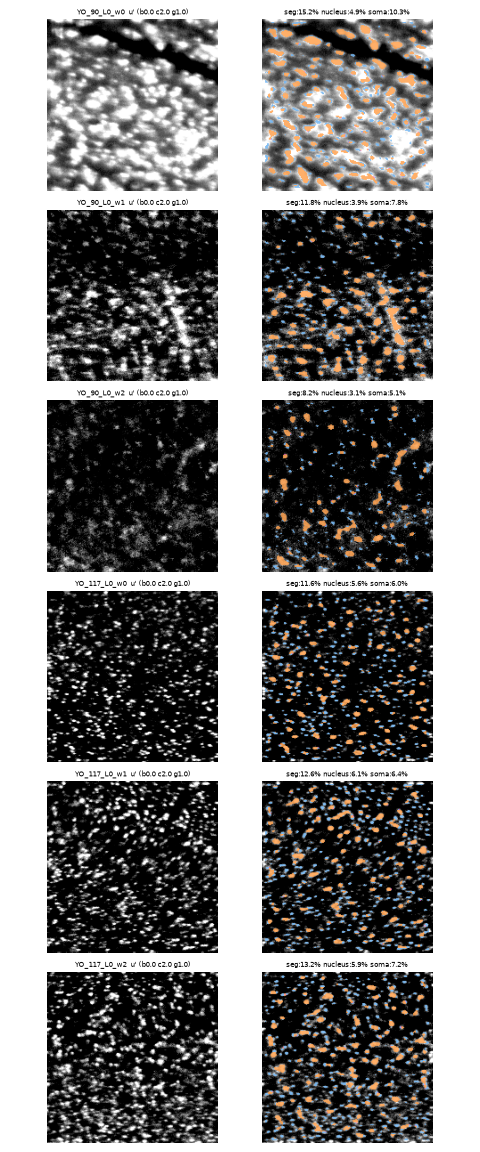 YO_90_L0_w0 u' (b0.0 c2.0 g1.0)
seg:15.2% nucleus:4.9% soma:10.3%
YO_90_L0_w1 u' (b0.0 c2.0 g1.0)
seg:11.8% nucleus:3.9% soma:7.8%
YO_90_L0_w2 u' (b0.0 c2.0 g1.0)
seg:8.2% nucleus:3.1% soma:5.1%
YO_117_L0_w0 u' (b0.0 c2.0 g1.0)
seg:11.6% nucleus:5.6% soma:6.0%
YO_117_L0_w1 u' (b0.0 c2.0 g1.0)
seg:12.6% nucleus:6.1% soma:6.4%
YO_117_L0_w2 u' (b0.0 c2.0 g1.0)
seg:13.2% nucleus:5.9% soma:7.2%